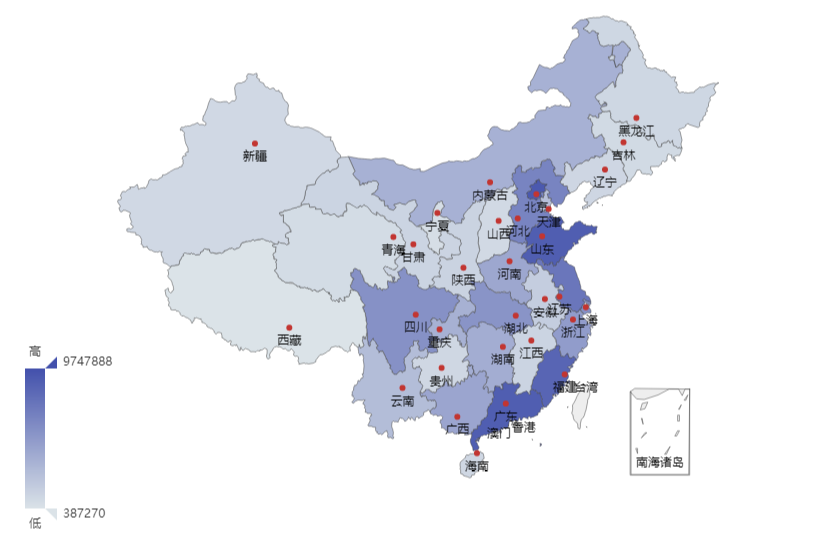 黑龙江
吉林
新疆
辽宁
内蒙古
北京
天津
宁夏
山西
河北
青海
甘肃
山东
河南
陕西
安徽
江苏
上海
四川
湖北
浙江
重庆
西藏
湖南
江西
贵州
福建
台湾
云南
广东
广西
澳门
香港
海南
南海诸岛
高
9747888
387270
低